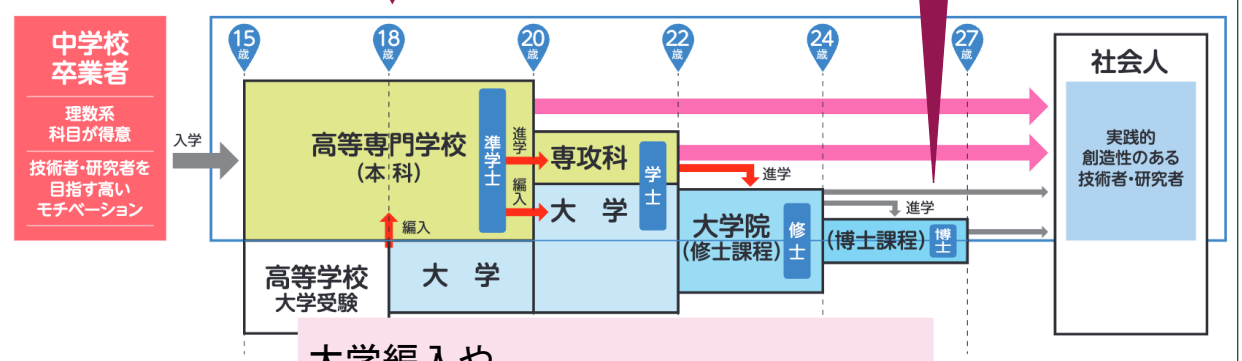 中学校
卒業者
理数系
科目が得意
技術者・研究者を
目指す高い
モチベーション
入学
15
歳
18
歳
20
歳
22
歳
24
歳
27
歳
高等専門学校
(本科)
準学士
進学
編入
編入
専攻科
学士
大学
進学
大学院
(修士課程)
修士
進学
(博士課程)
博士
高等学校
大学受験
大学
社会人
実践的
創造性のある
技術者・研究者
大学編入や